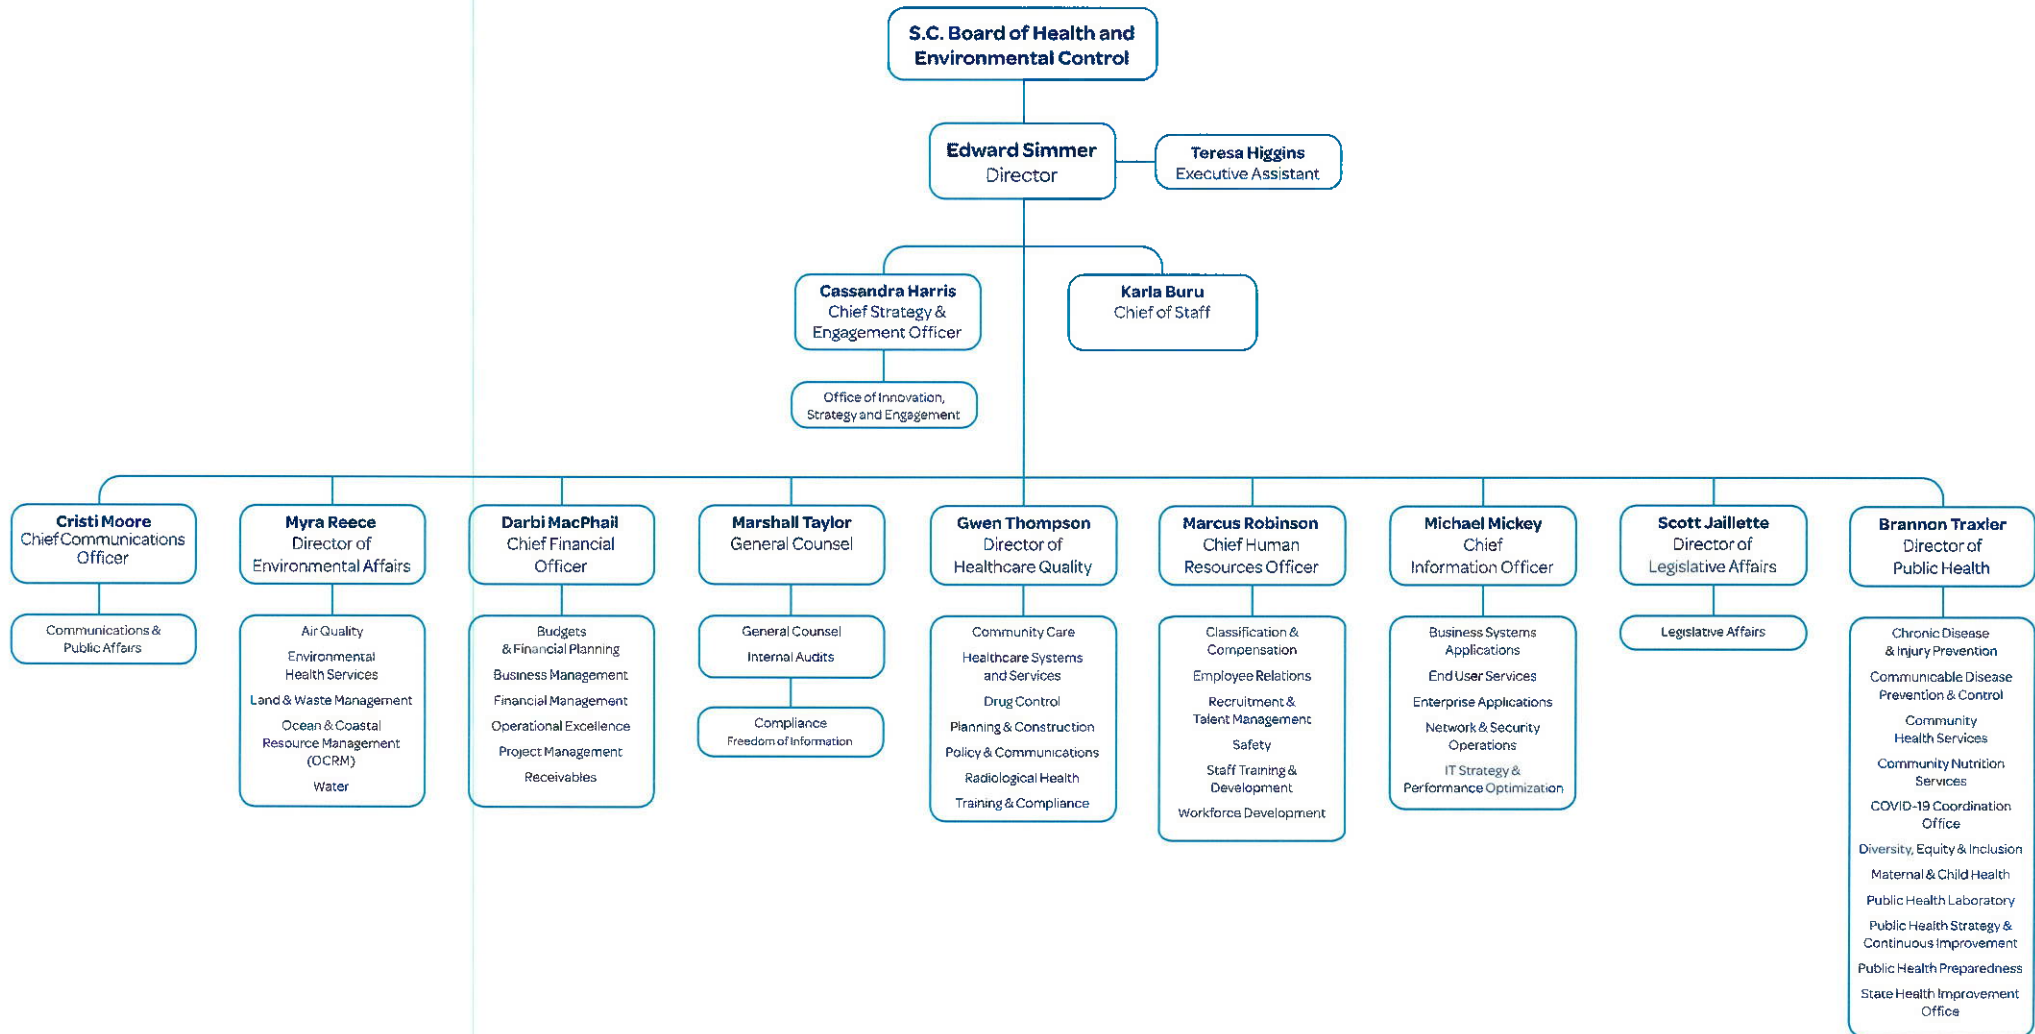 S.C. Board of Health and
Environmental Control
Edward Simmer
Director
Teresa Higgins
Executive Assistant
Cassandra Harris
Chief Strategy &
Engagement Officer
Karla Buru
Chief of Staff
Office of Innovation,
Strategy and Engagement
Cristi Moore
Chief Communications
Officer
Communications &
Public Affairs
Myra Reece
Director of
Environmental Affairs
Air Quality
Environmental
Health Services
Land & Waste Management
Ocean & Coastal
Resource Management
(OCRM)
Water
Darbi MacPhail
Chief Financial
Officer
Budgets
& Financial Planning
Business Management
Financial Management
Operational Excellence
Project Management
Receivables
Marshall Taylor
General Counsel
General Counsel
Internal Audits
Compliance
Freedom of Information
Gwen Thompson
Director of
Healthcare Quality
Community Care
Healthcare Systems
and Services
Drug Control
Planning & Construction
Policy & Communications
Radiological Health
Training & Compliance
Marcus Robinson
Chief Human
Resources Officer
Classification &
Compensation
Employee Relations
Recruitment &
Talent Management
Safety
Staff Training &
Development
Workforce Development
Michael Mickey
Chief
Information Officer
Business Systems
Applications
End User Services
Enterprise Applications
Network & Security
Operations
IT Strategy &
Performance Optimization
Scott Jaillette
Director of
Legislative Affairs
Legislative Affairs
Brannon Traxler
Director of
Public Health
Chronic Disease
& Injury Prevention
Communicable Disease
Prevention & Control
Community
Health Services
Community Nutrition
Services
COVID-19 Coordination
Office
Diversity, Equity & Inclusion
Maternal & Child Health
Public Health Laboratory
Public Health Strategy &
Continuous Improvement
Public Health Preparedness
State Health Improvement
Office